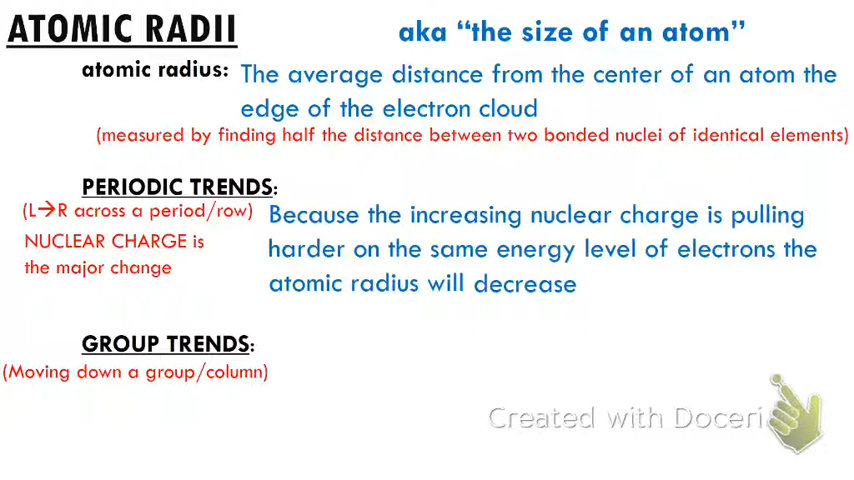 ATOMIC RADII
aka “the size of an atom”
atomic radius:
The average distance from the center of an atom the
edge of the electron cloud
(measured by finding half the distance between two bonded nuclei of identical elements)
PERIODIC TRENDS:
(L→R across a period/row)
NUCLEAR CHARGE is
the major change
Because the increasing nuclear charge is pulling
harder on the same energy level of electrons the
atomic radius will decrease
GROUP TRENDS:
(Moving down a group/column)
Created with Doceri